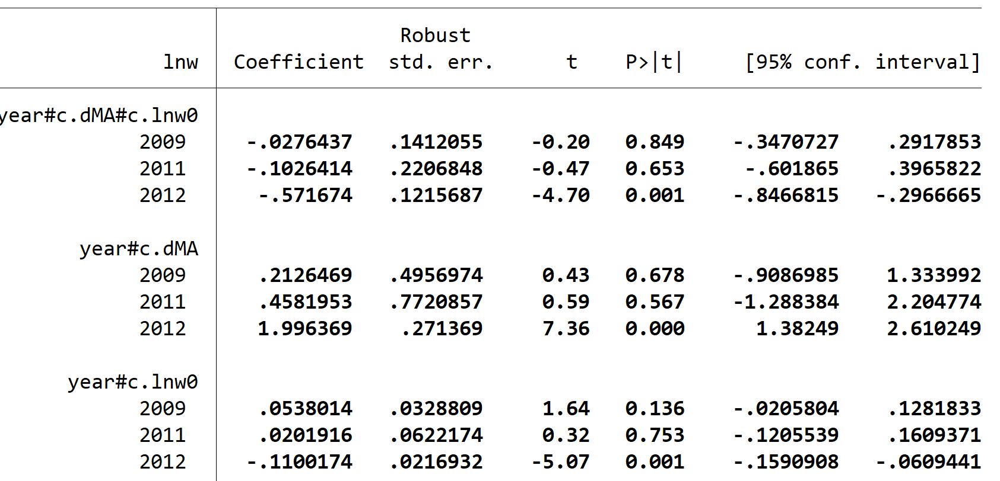 Robust
lnw Coefficient std. err. t P>|t| [95% conf. interval]
year#c.dMA#c.lnw0
2009 -.0276437 .1412055 -0.20 0.849 -.3470727 .2917853
2011 -.1026414 .2206848 -0.47 0.653 -.601865 .3965822
2012 -.571674 .1215687 -4.70 0.001 -.8466815 -.2966665
year#c.dMA
2009 .2126469 .4956974 0.43 0.678 -.9086985 1.333992
2011 .4581953 .7720857 0.59 0.567 -1.288384 2.204774
2012 1.996369 .271369 7.36 0.000 1.38249 2.610249
year#c.lnw0
2009 .0538014 .0328809 1.64 0.136 -.0205804 .1281833
2011 .0201916 .0622174 0.32 0.753 -.1205539 .1609371
2012 -.1100174 .0216932 -5.07 0.001 -.1590908 -.0609441